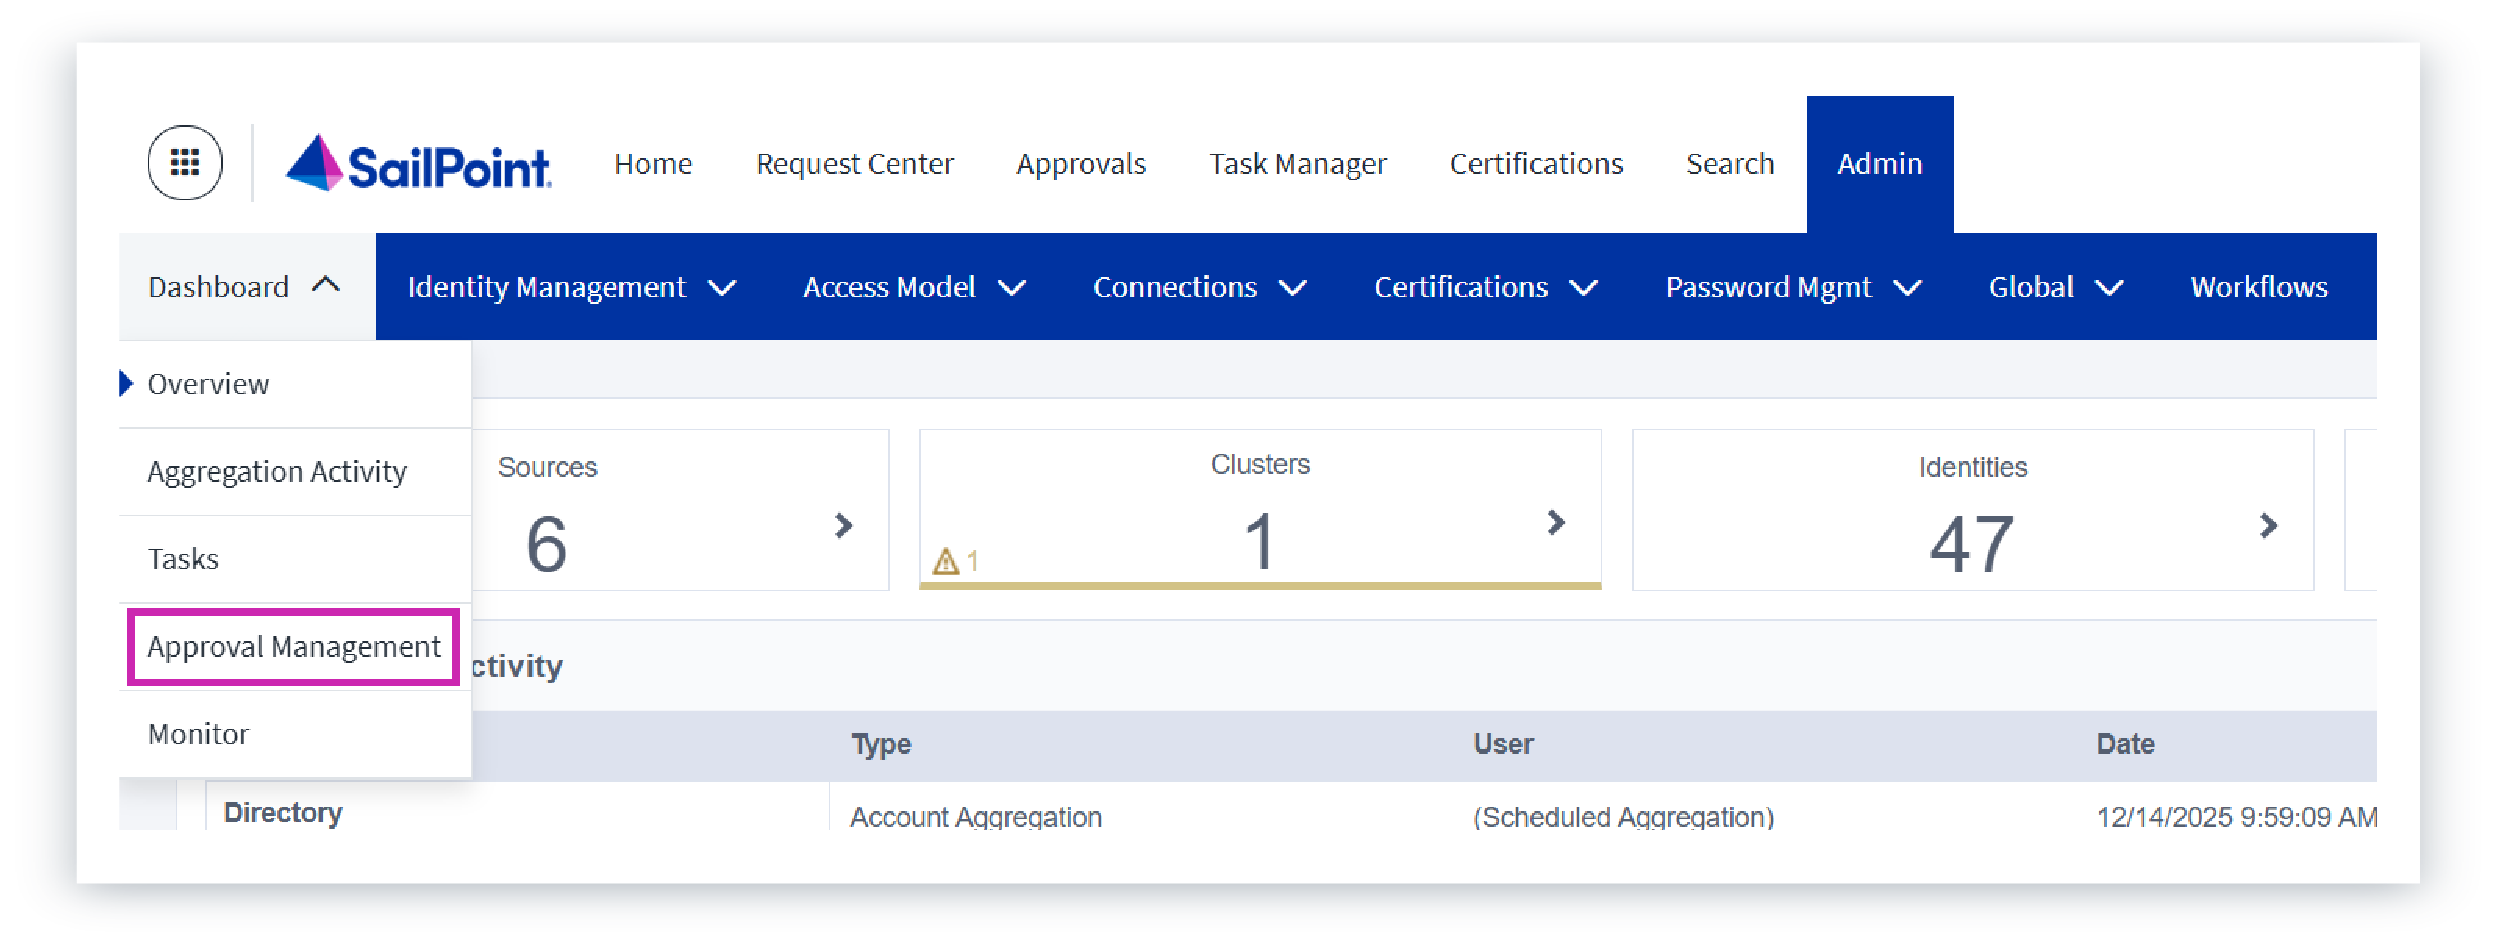 SailPoint Home Request Center Approvals Task Manager Certifications Search Admin
Dashboard Identity Management Access Model Connections Certifications Password Mgmt Global Workflows
Overview
Aggregation Activity
Tasks
Approval Management
Monitor
Sources
6
Clusters
1
1
Identities
47
ctivity
Type User Date
Directory Account Aggregation (Scheduled Aggregation) 12/14/2025 9:59:09 AM